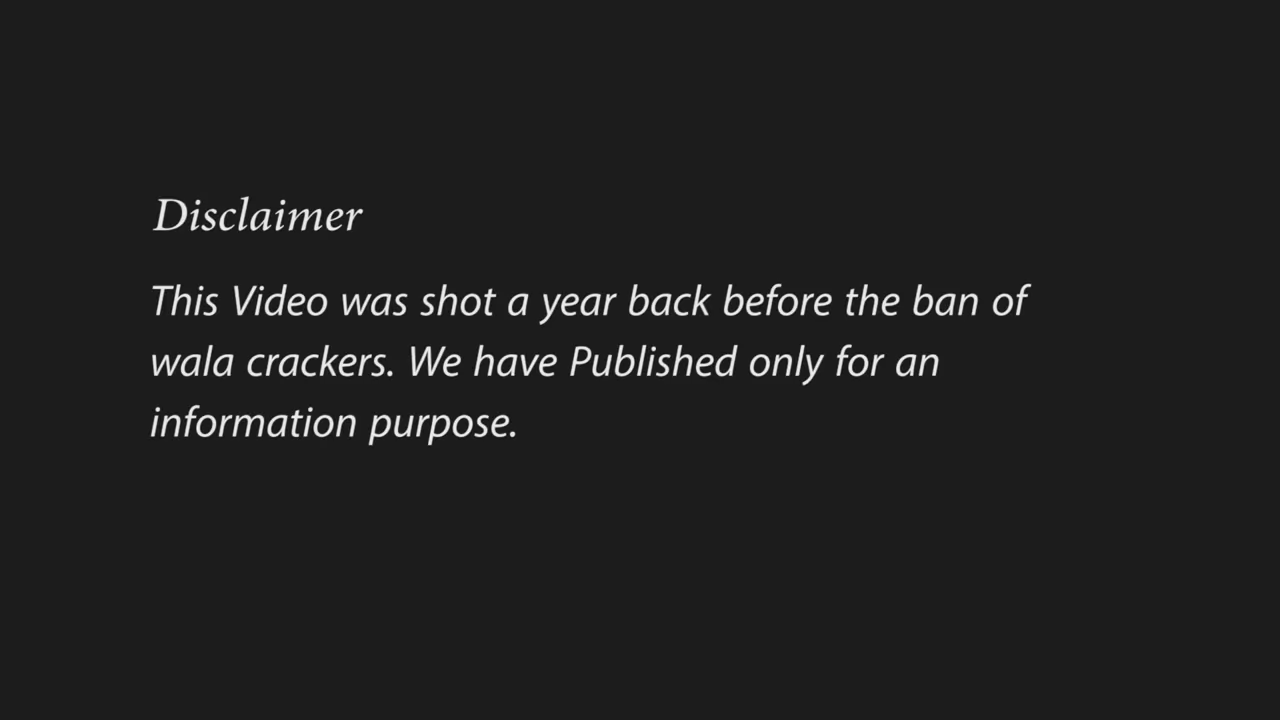 Disclaimer
This Video was shot a year back before the ban of
wala crackers. We have Published only for an
information purpose.